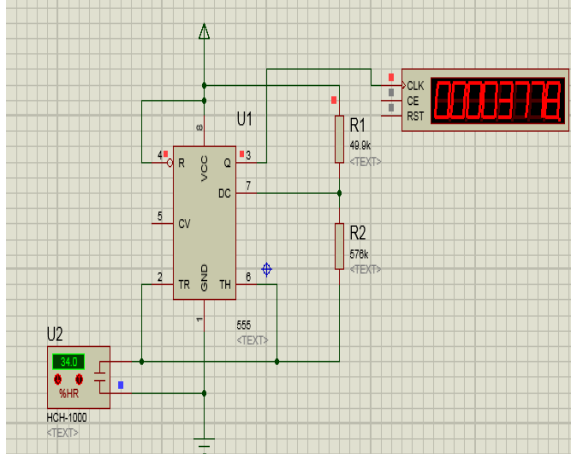 U1
8
4
R
VCC
Q
3
DC
7
5
CV
2
TR
GND
TH
6
1
555
<TEXT>
R1
49.9k
<TEXT>
R2
576k
<TEXT>
CLK
CE
RST
00000378
U2
34.0
%HR
HCH-1000
<TEXT>